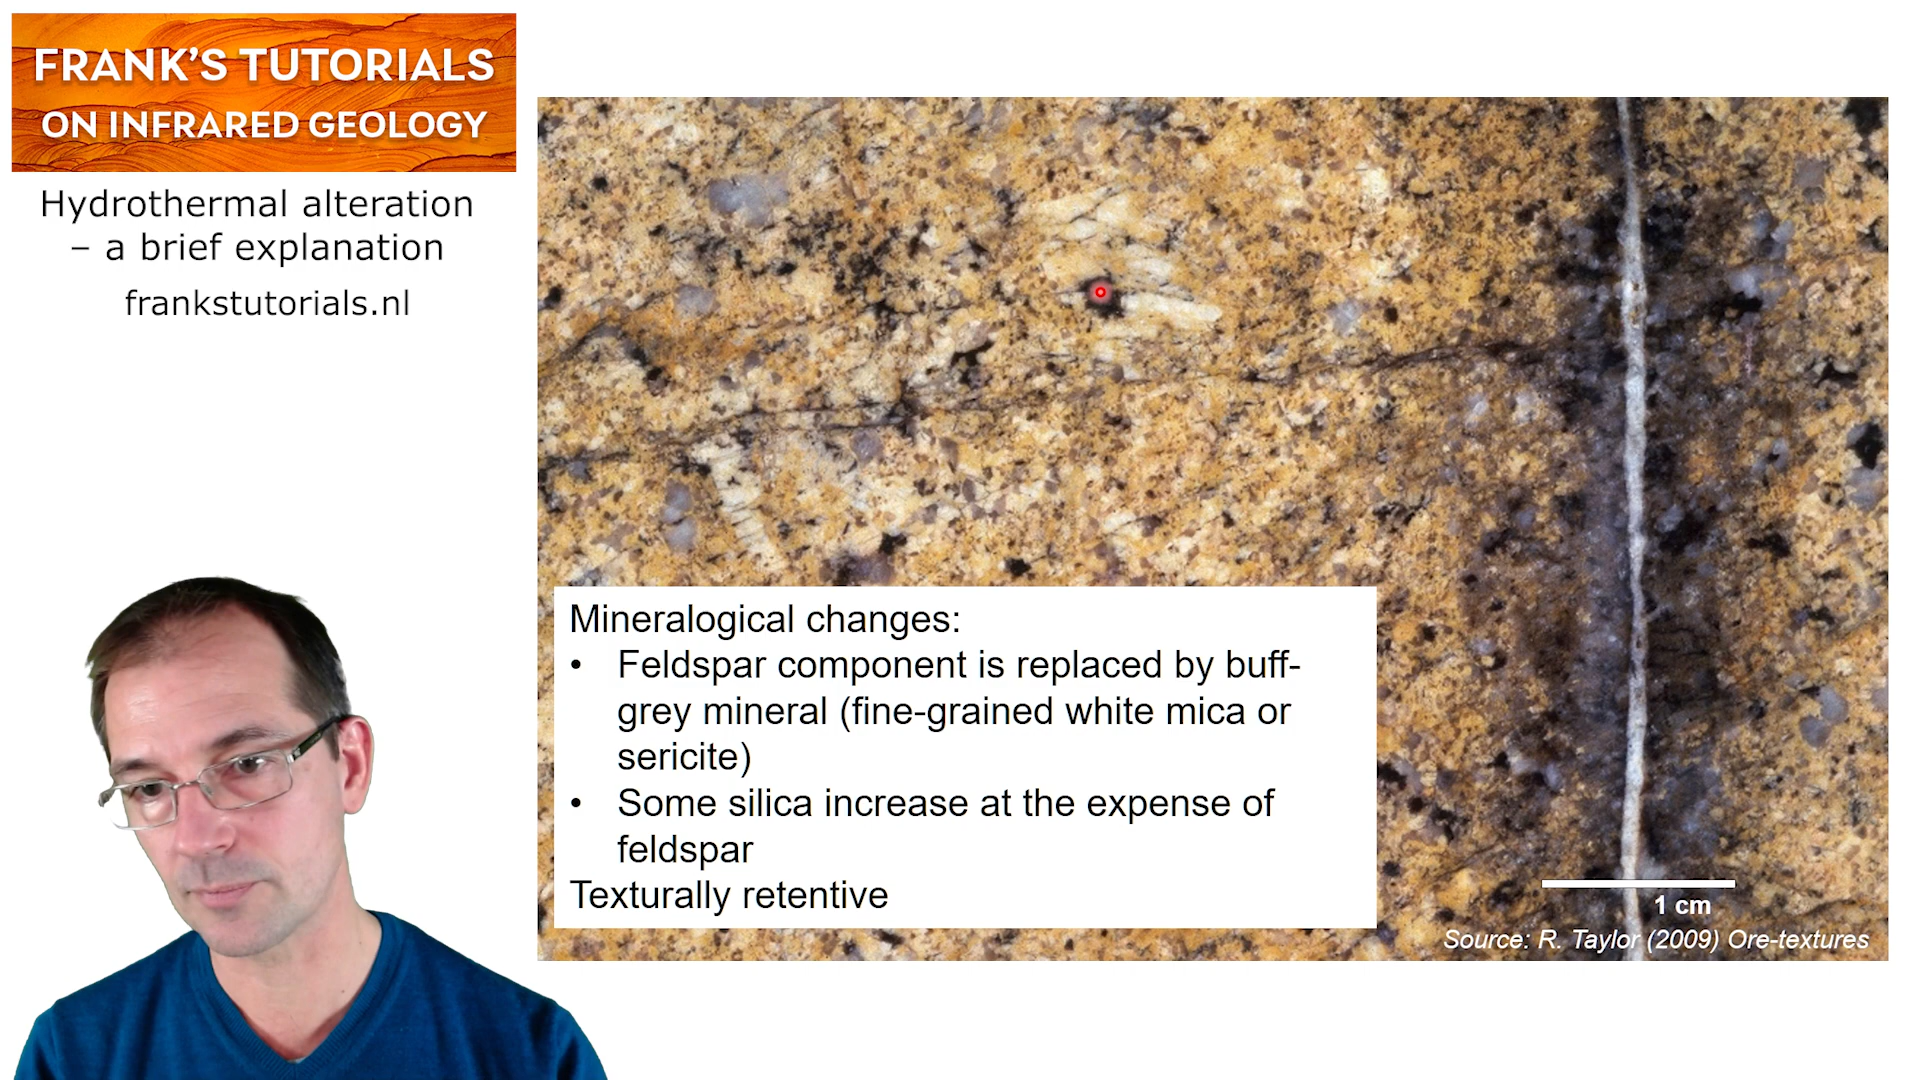 FRANK'S TUTORIALS
ON INFRARED GEOLOGY
Hydrothermal alteration
– a brief explanation
frankstutorials.nl
Mineralogical changes:
• Feldspar component is replaced by buff-
grey mineral (fine-grained white mica or
sericite)
• Some silica increase at the expense of
feldspar
Texturally retentive
1 cm
Source: R. Taylor (2009) Ore-textures